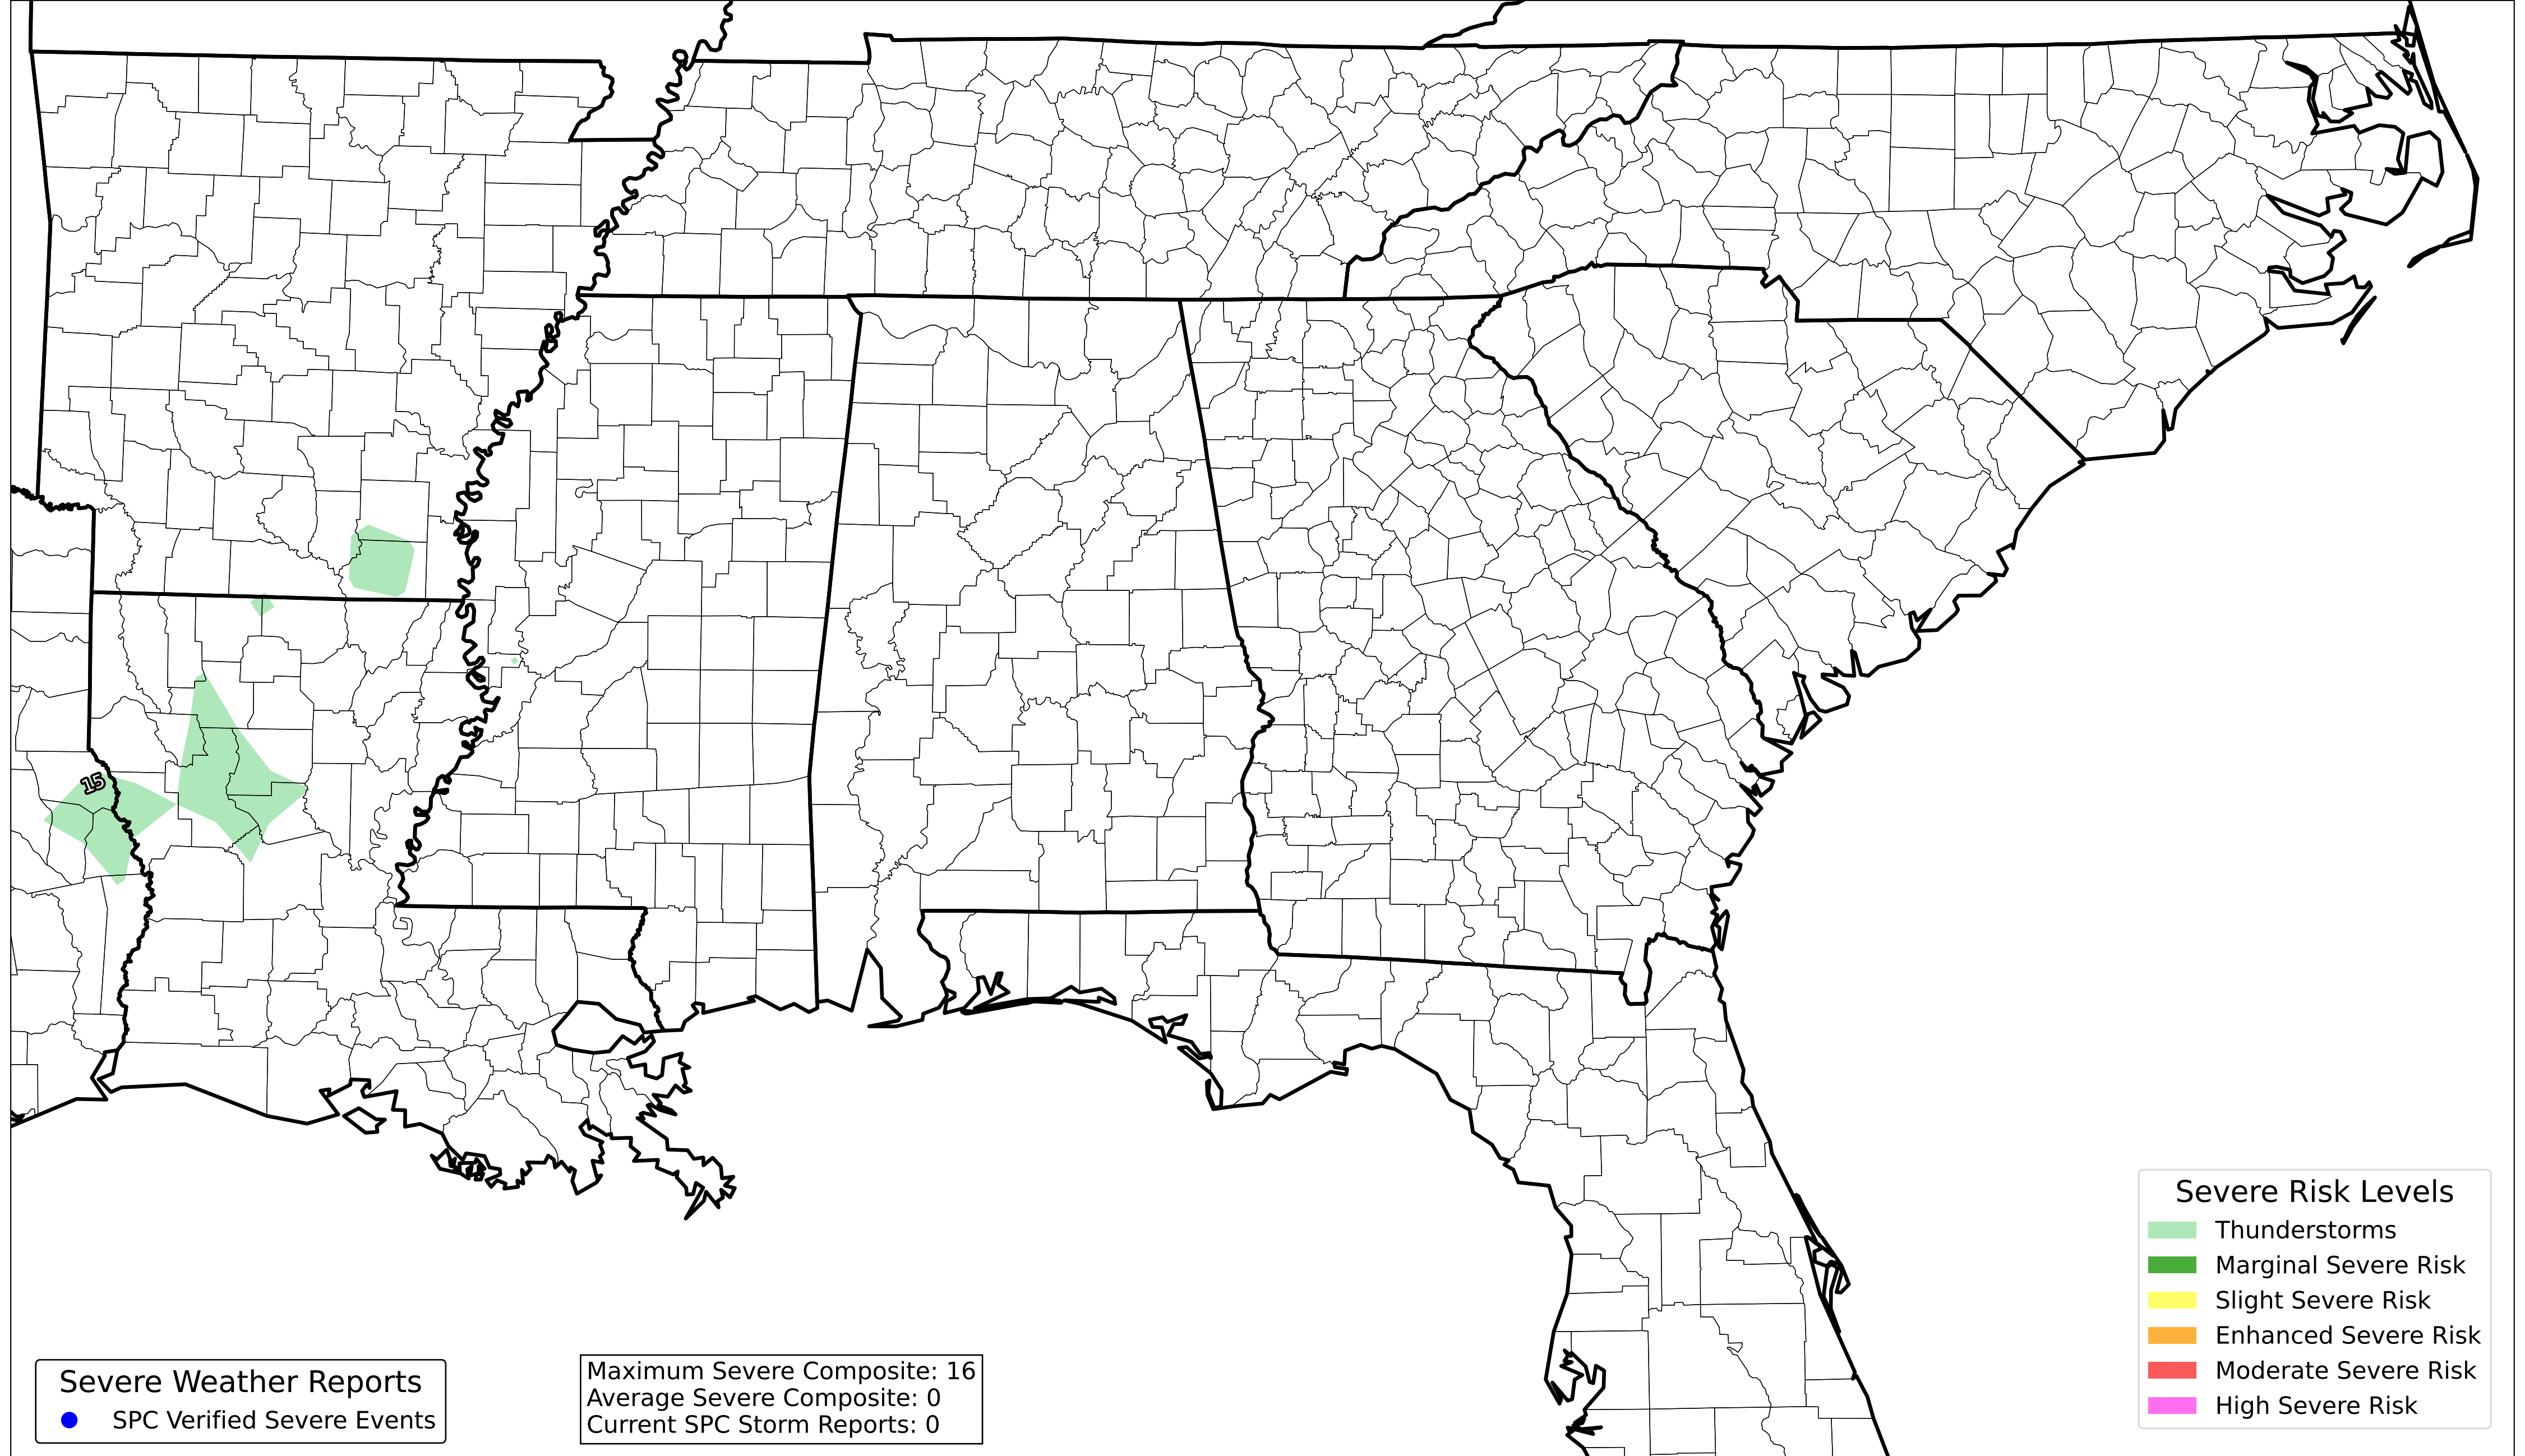 15
Severe Risk Levels
Thunderstorms
Marginal Severe Risk
Slight Severe Risk
Enhanced Severe Risk
Moderate Severe Risk
High Severe Risk
Severe Weather Reports
SPC Verified Severe Events
Maximum Severe Composite: 16
Average Severe Composite: 0
Current SPC Storm Reports: 0